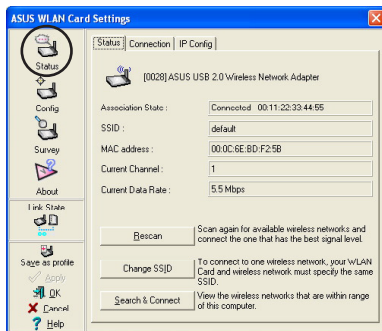 ASUS WLAN Card Settings
Status
Config
Survey
About
Link State
Save as profile
Apply
OK
Cancel
Help
Status Connection IP Config
[0028] ASUS USB 2.0 Wireless Network Adapter
Association State : Connected 00:11:22:33:44:55
SSID : default
MAC address : 00:0C:6E:BD:F2:5B
Current Channel : 1
Current Data Rate : 5.5 Mbps
Rescan
Scan again for available wireless networks and
connect the one that has the best signal level.
Change SSID
To connect to one wireless network, your WLAN
Card and wireless network must specify the same
SSID.
Search & Connect
View the wireless networks that are within range
of this computer.